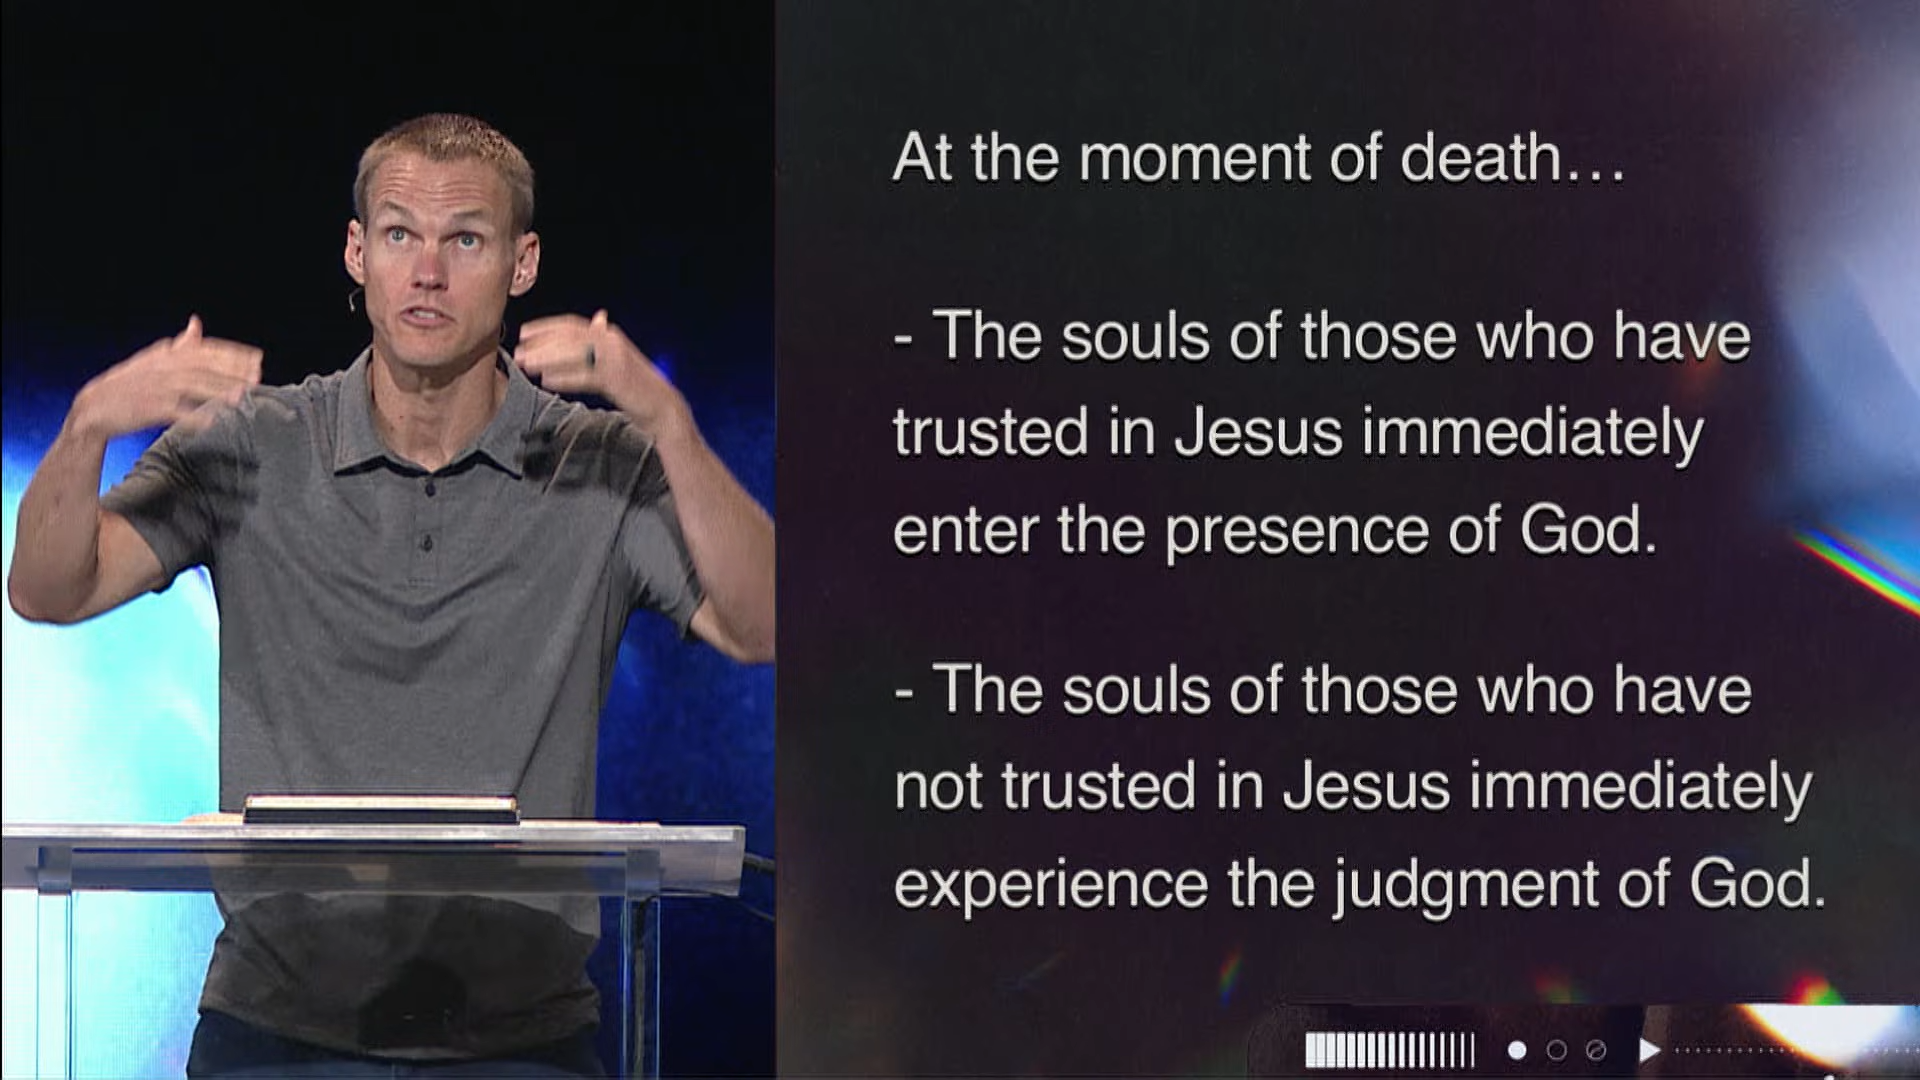 At the moment of death…
- The souls of those who have
trusted in Jesus immediately
enter the presence of God.
- The souls of those who have
not trusted in Jesus immediately
experience the judgment of God.